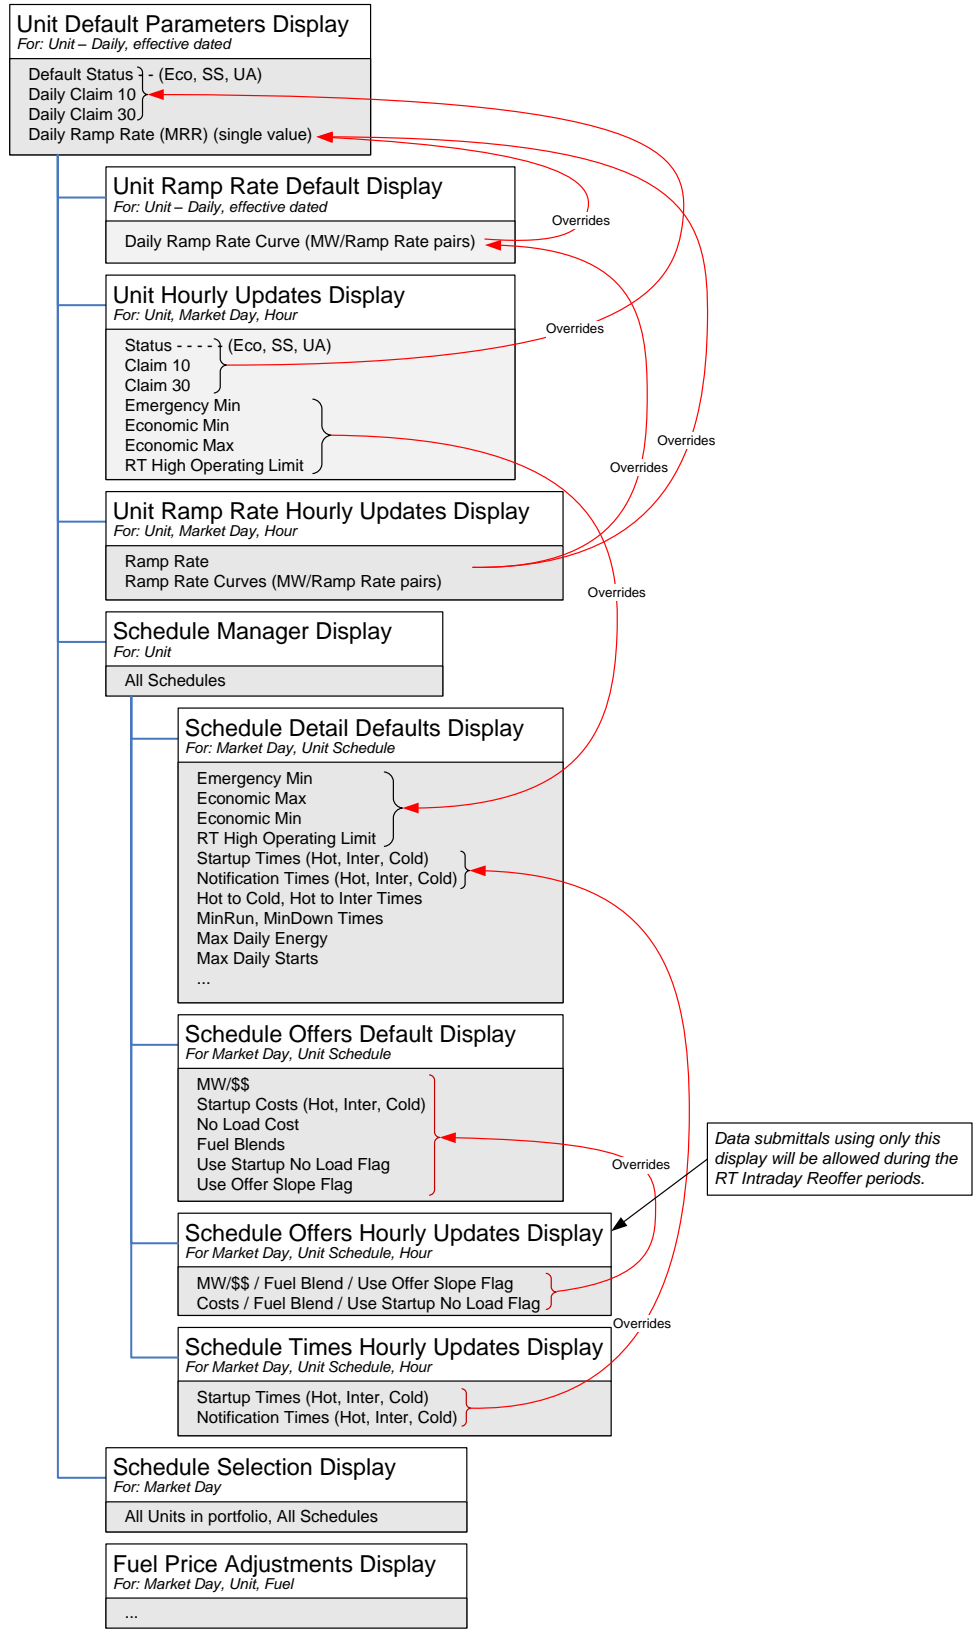 Unit Default Parameters Display
For: Unit – Daily, effective dated
Default Status - - (Eco, SS, UA)
Daily Claim 10
Daily Claim 30
Daily Ramp Rate (MRR) (single value)
Unit Ramp Rate Default Display
For: Unit – Daily, effective dated
Overrides
Daily Ramp Rate Curve (MW/Ramp Rate pairs)
Unit Hourly Updates Display
For: Unit, Market Day, Hour
Overrides
Status - - - - - (Eco, SS, UA)
Claim 10
Claim 30
Emergency Min
Economic Min
Economic Max
RT High Operating Limit
Overrides
Overrides
Unit Ramp Rate Hourly Updates Display
For: Unit, Market Day, Hour
Ramp Rate
Ramp Rate Curves (MW/Ramp Rate pairs)
Overrides
Schedule Manager Display
For: Unit
All Schedules
Schedule Detail Defaults Display
For: Market Day, Unit Schedule
Emergency Min
Economic Max
Economic Min
RT High Operating Limit
Startup Times (Hot, Inter, Cold)
Notification Times (Hot, Inter, Cold)
Hot to Cold, Hot to Inter Times
MinRun, MinDown Times
Max Daily Energy
Max Daily Starts
...
Schedule Offers Default Display
For Market Day, Unit Schedule
MW/$$
Startup Costs (Hot, Inter, Cold)
No Load Cost
Fuel Blends
Use Startup No Load Flag
Use Offer Slope Flag
Overrides
Data submittals using only this
display will be allowed during the
RT Intraday Reoffer periods.
Schedule Offers Hourly Updates Display
For Market Day, Unit Schedule, Hour
MW/$$ / Fuel Blend / Use Offer Slope Flag
Costs / Fuel Blend / Use Startup No Load Flag
Overrides
Schedule Times Hourly Updates Display
For Market Day, Unit Schedule, Hour
Startup Times (Hot, Inter, Cold)
Notification Times (Hot, Inter, Cold)
Schedule Selection Display
For: Market Day
All Units in portfolio, All Schedules
Fuel Price Adjustments Display
For: Market Day, Unit, Fuel
...